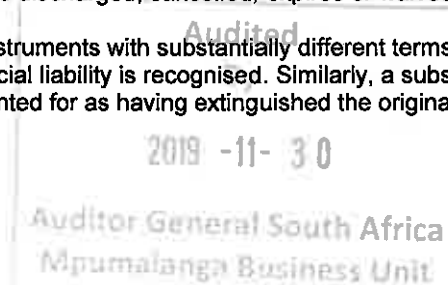 Audited
struments with substantially different terms
cial liability is recognised. Similarly, a subs
nted for as having extinguished the origina
2019 -11- 30
Auditor General South Africa
Mpumalanga Business Unit